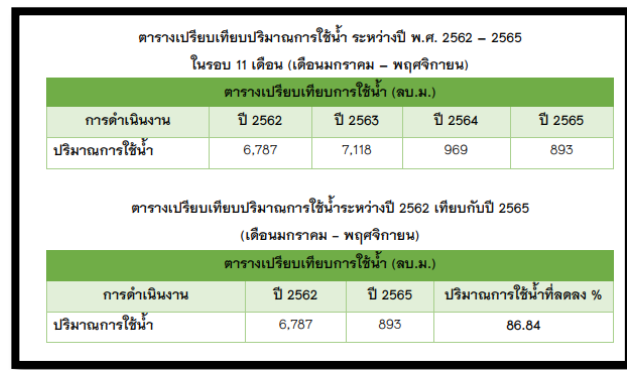 ตารางเปรียบเทียบปริมาณการใช้น้ำ ระหว่างปี พ.ศ. 2562 – 2565
ในรอบ 11 เดือน (เดือนมกราคม – พฤศจิกายน)
ตารางเปรียบเทียบการใช้น้ำ (ลบ.ม.)
การดำเนินงาน ปี 2562 ปี 2563 ปี 2564 ปี 2565
ปริมาณการใช้น้ำ 6,787 7,118 969 893
ตารางเปรียบเทียบปริมาณการใช้น้ำระหว่างปี 2562 เทียบกับปี 2565
(เดือนมกราคม – พฤศจิกายน)
ตารางเปรียบเทียบการใช้น้ำ (ลบ.ม.)
การดำเนินงาน ปี 2562 ปี 2565 ปริมาณการใช้น้ำที่ลดลง %
ปริมาณการใช้น้ำ 6,787 893 86.84